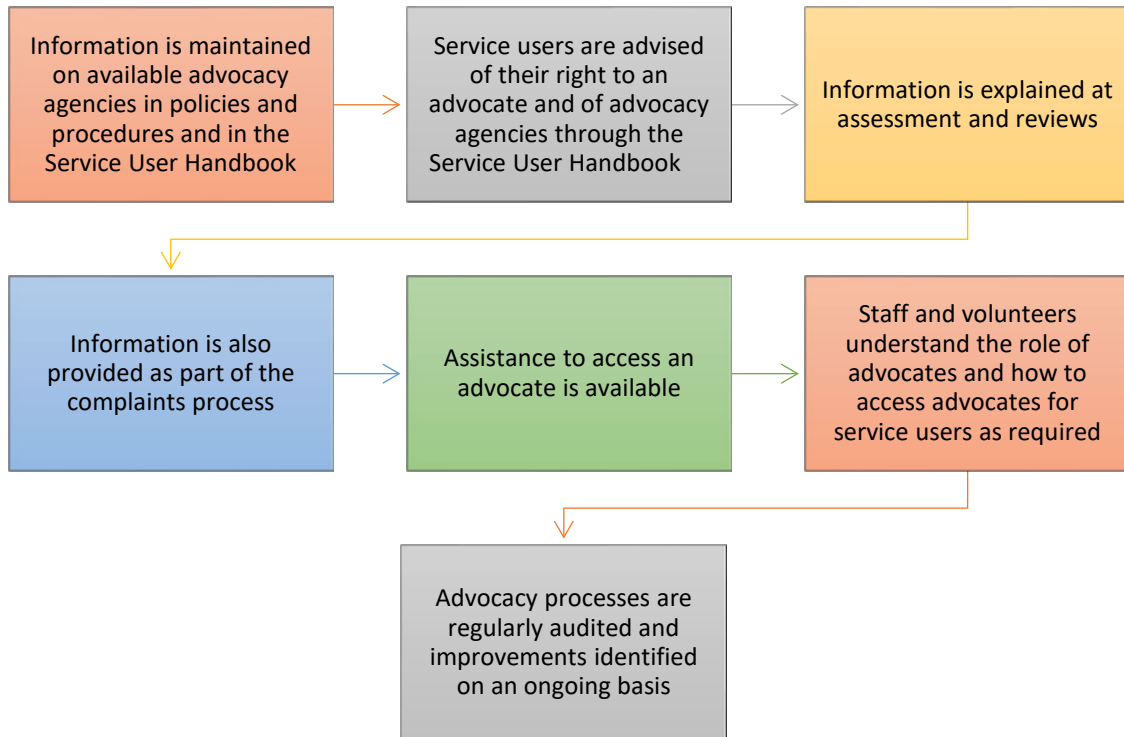 Information is maintained
on available advocacy
agencies in policies and
procedures and in the
Service User Handbook
Service users are advised
of their right to an
advocate and of advocacy
agencies through the
Service User Handbook
Information is explained at
assessment and reviews
Information is also
provided as part of the
complaints process
Assistance to access an
advocate is available
Staff and volunteers
understand the role of
advocates and how to
access advocates for
service users as required
Advocacy processes are
regularly audited and
improvements identified
on an ongoing basis